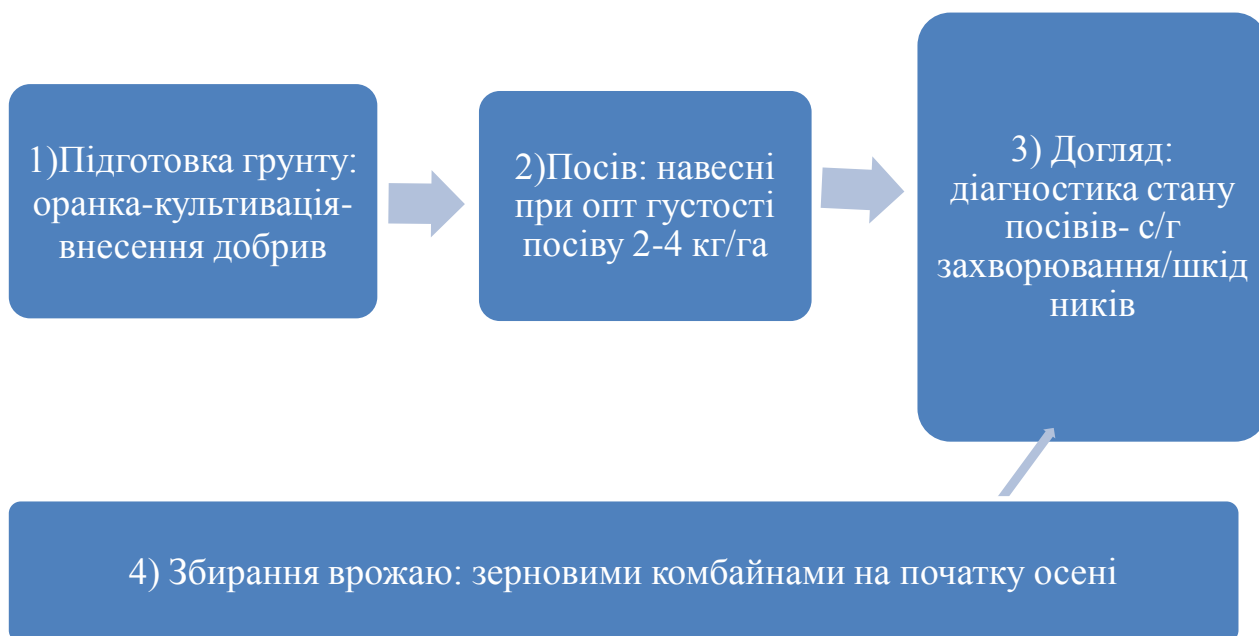 1)Підготовка грунту:
оранка-культивація-
внесення добрив
2)Посів: навесні
при опт густості
посіву 2-4 кг/га
3) Догляд:
діагностика стану
посівів- с/г
захворювання/шкід
ників
4) Збирання врожаю: зерновими комбайнами на початку осені